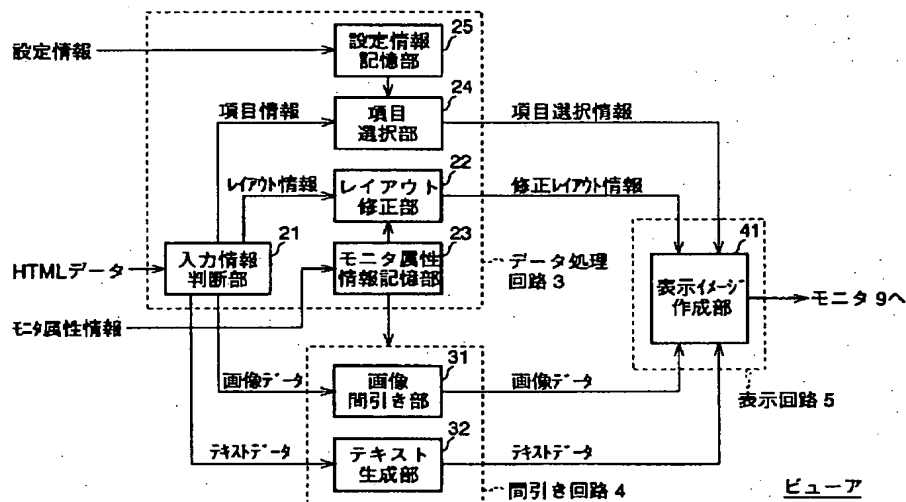 設定情報
25
設定情報
記憶部
24
項目情報
項目
選択部
項目選択情報
22
レイアウト情報
レイアウト
修正部
修正レイアウト情報
21
23
41
HTMLデータ
入力情報
判断部
モニタ属性
情報記憶部
データ処理
回路3
表示イメージ
作成部
モニタ9へ
モニタ属性情報
31
画像データ
画像
間引き部
画像データ
表示回路5
32
テキストデータ
テキスト
生成部
テキストデータ
間引き回路4
ビューア